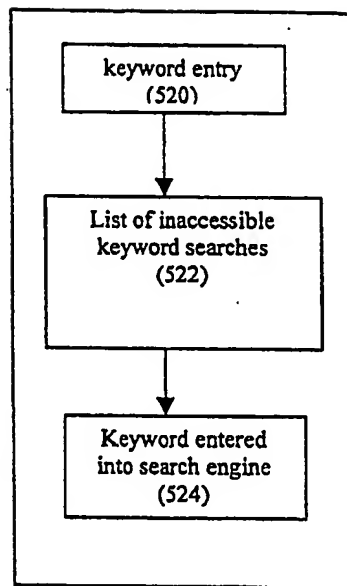 keyword entry
(520)
List of inaccessible
keyword searches
(522)
Keyword entered
into search engine
(524)